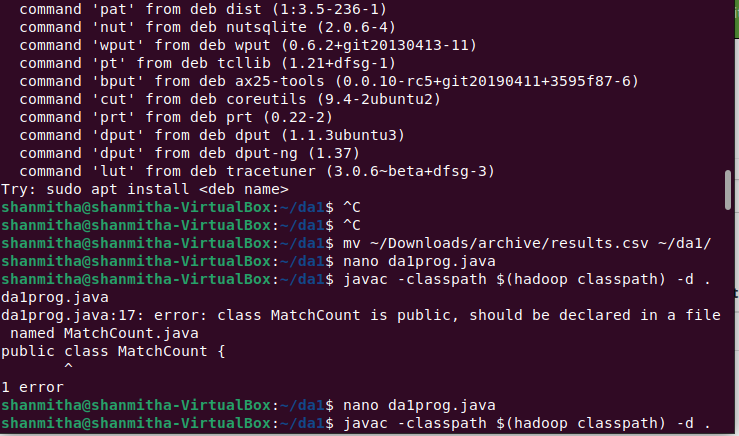 command 'pat' from deb dist (1:3.5-236-1)
command 'nut' from deb nutsqlite (2.0.6-4)
command 'wput' from deb wput (0.6.2+git20130413-11)
command 'pt' from deb tcllib (1.21+dfsg-1)
command 'bput' from deb ax25-tools (0.0.10-rc5+git20190411+3595f87-6)
command 'cut' from deb coreutils (9.4-2ubuntu2)
command 'prt' from deb prt (0.22-2)
command 'dput' from deb dput (1.1.3ubuntu3)
command 'dput' from deb dput-ng (1.37)
command 'lut' from deb tracetuner (3.0.6~beta+dfsg-3)
Try: sudo apt install <deb name>
shanmitha@shanmitha-VirtualBox:~/da1$ ^C
shanmitha@shanmitha-VirtualBox:~/da1$ ^C
shanmitha@shanmitha-VirtualBox:~/da1$ mv ~/Downloads/archive/results.csv ~/da1/
shanmitha@shanmitha-VirtualBox:~/da1$ nano da1prog.java
shanmitha@shanmitha-VirtualBox:~/da1$ javac -classpath $(hadoop classpath) -d .
da1prog.java
da1prog.java:17: error: class MatchCount is public, should be declared in a file
named MatchCount.java
public class MatchCount {
^
1 error
shanmitha@shanmitha-VirtualBox:~/da1$ nano da1prog.java
shanmitha@shanmitha-VirtualBox:~/da1$ javac -classpath $(hadoop classpath) -d .